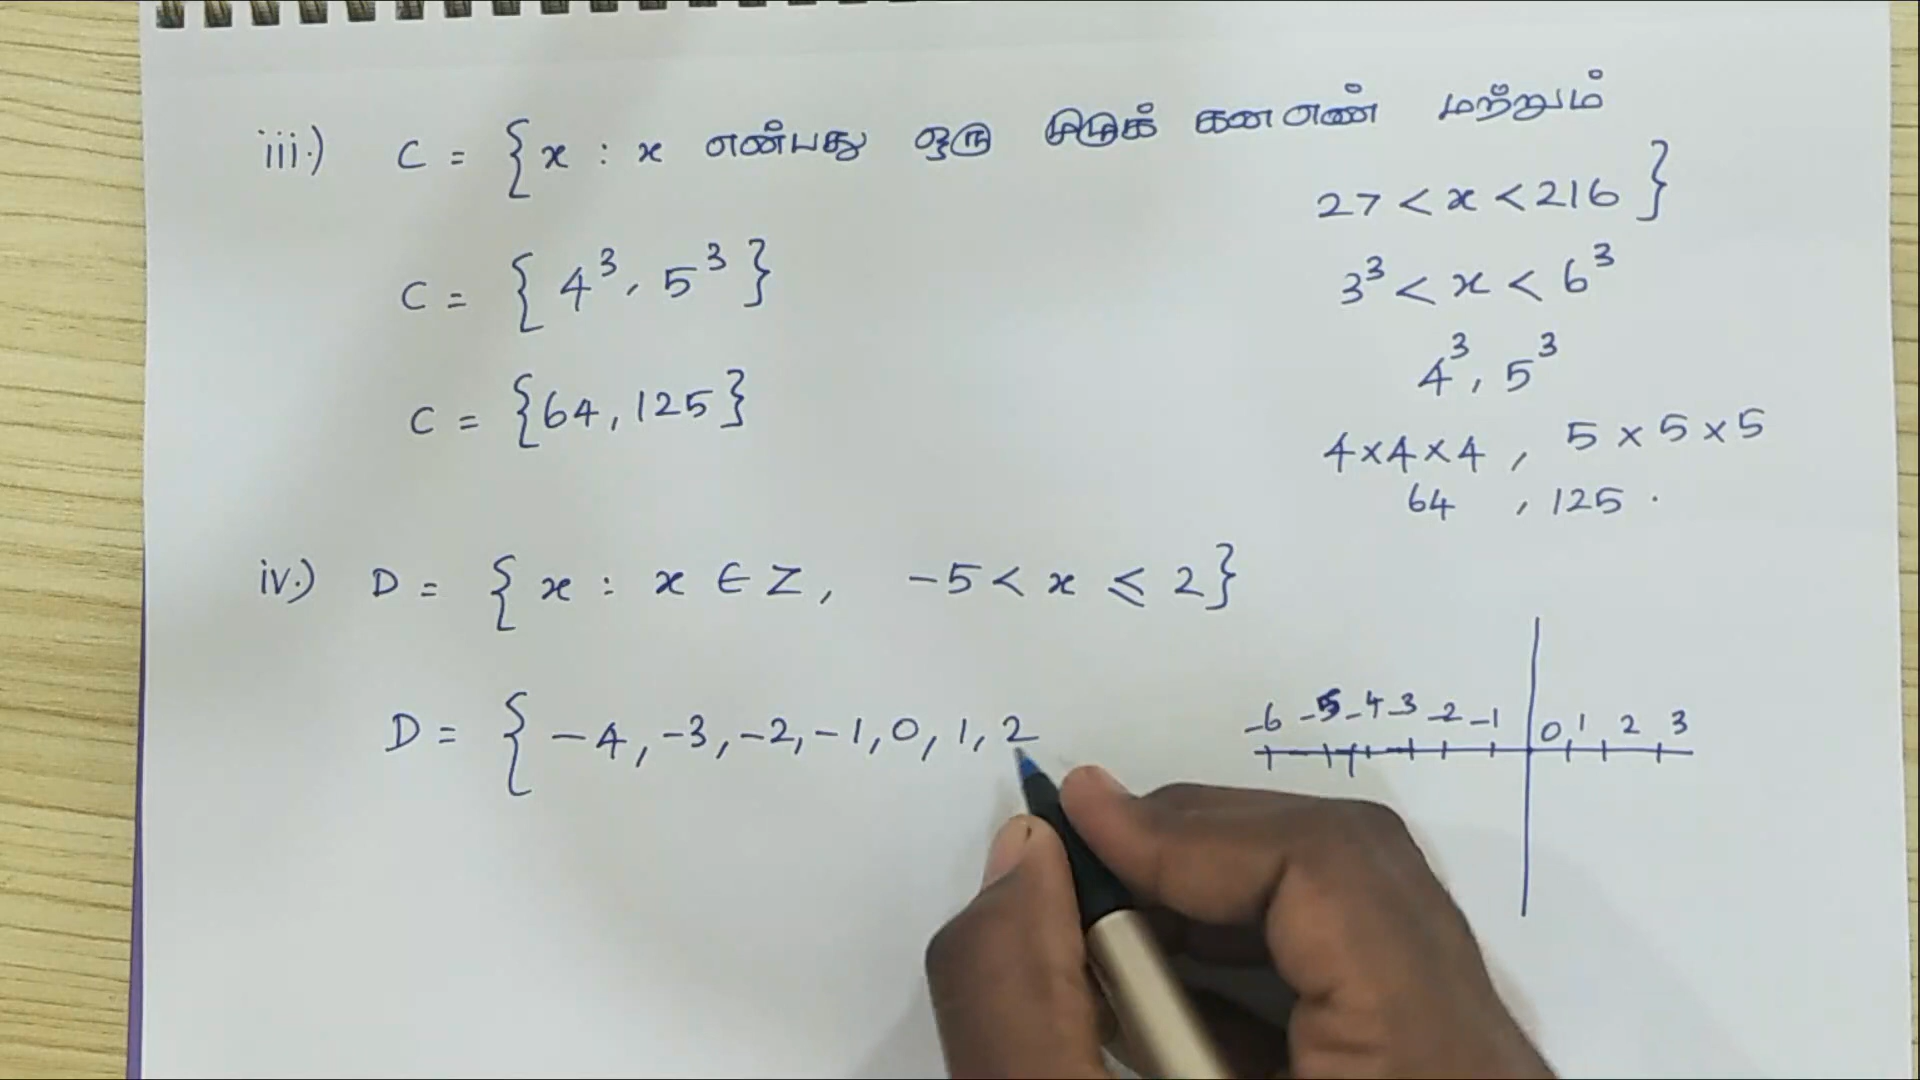 iii.) C = { x : x என்பது ஒரு கன எண் மற்றும்
27 < x < 216 }
C = { 4³, 5³ }
3³ < x < 6³
4³, 5³
C = {64, 125}
4×4×4 , 5×5×5
64 , 125 .
iv.) D = { x : x ∈ Z, -5 < x ≤ 2}
D = { -4, -3, -2, -1, 0, 1, 2
-6 -5 -4 -3 -2 -1 0 1 2 3